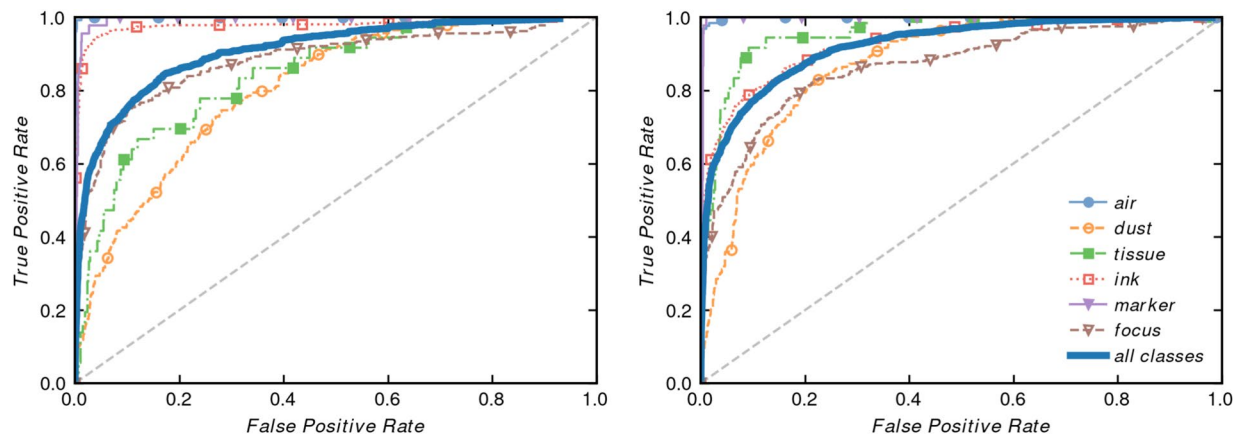 1.0
0.8
0.6
0.4
0.2
0.0
True Positive Rate
0.0 0.2 0.4 0.6 0.8 1.0
False Positive Rate
1.0
0.8
0.6
0.4
0.2
0.0
True Positive Rate
air
dust
tissue
ink
marker
focus
all classes
0.0 0.2 0.4 0.6 0.8 1.0
False Positive Rate